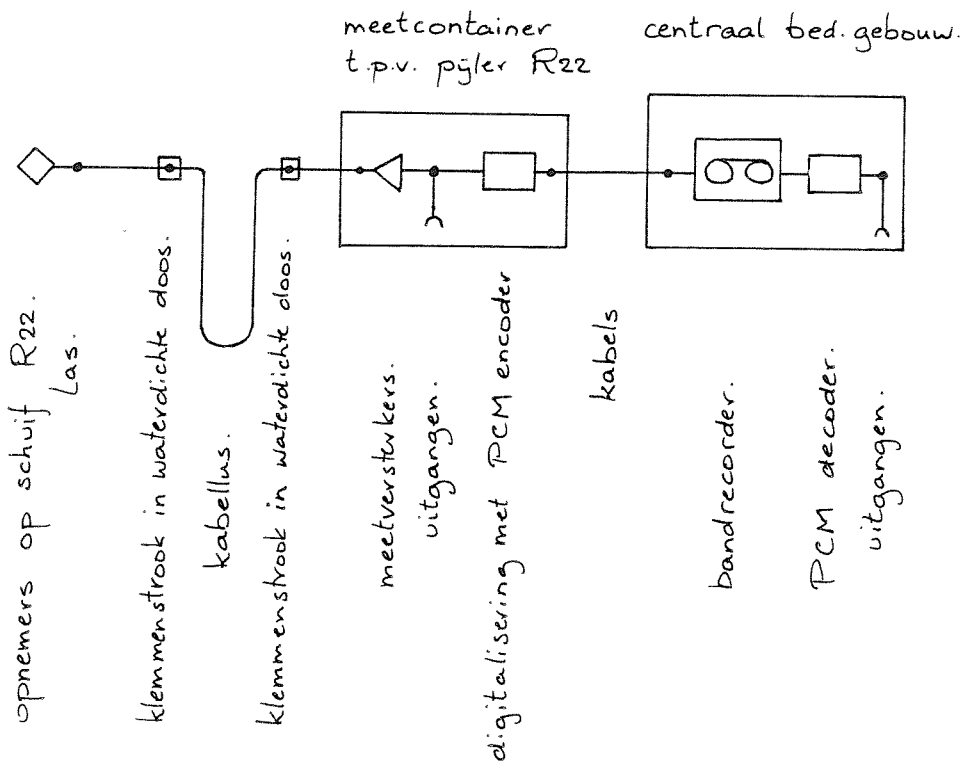 meetcontainer
t.p.v. pijler R22
centraal bed. gebouw.
opnemers op schuif R22.
Las.
klemmenstrook in waterdichte doos.
kabellus.
klemmenstrook in waterdichte doos.
meetversterkers.
uitgangen.
digitalisering met PCM encoder
kabels
bandrecorder.
PCM decoder.
uitgangen.